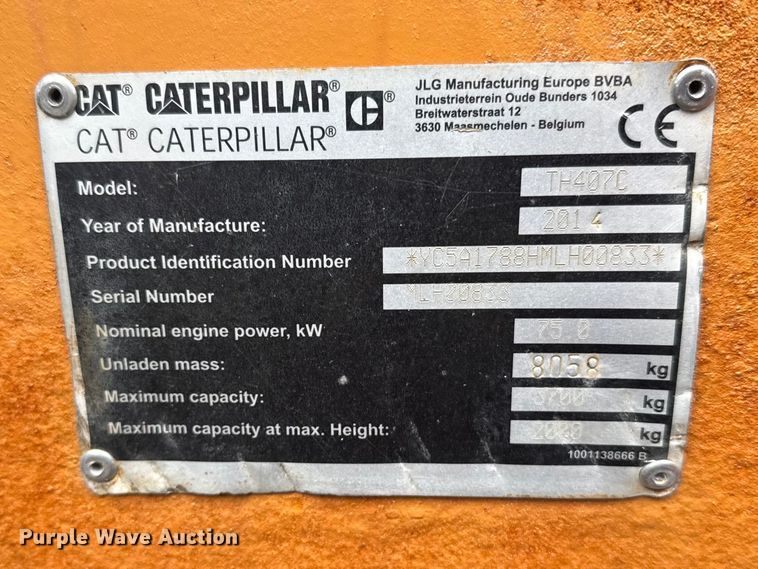 CAT® CATERPILLAR® C®
CAT® CATERPILLAR®
JLG Manufacturing Europe BVBA
Industrieterrein Oude Bunders 1034
Breitwaterstraat 12
3630 Maasmechelen - Belgium
CE
Model: TH407C
Year of Manufacture: 2014
Product Identification Number *YC5A1788HMLH00833*
Serial Number MLH00833
Nominal engine power, kW 75.0
Unladen mass: 8058 kg
Maximum capacity: 3700 kg
Maximum capacity at max. Height: kg
1001138666 B
Purple Wave Auction